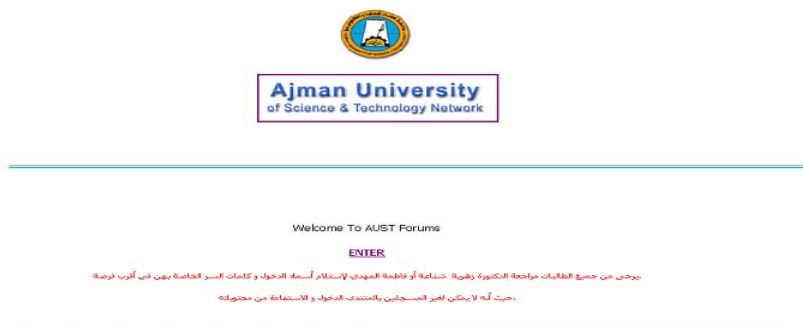 Ajman University
of Science & Technology Network
Welcome To AUST Forums
ENTER
يرجى من جميع الطالبات مراجعة الدكتورة زهرية شناعة أو فاطمة المهدي لإستلام أسماء الدخول و كلمات السر الخاصة بهن في أقرب فرصة.
حيث أنه لا يمكن لغير المسجلين بالمنتدى الدخول و الاستفادة من محتوياته.